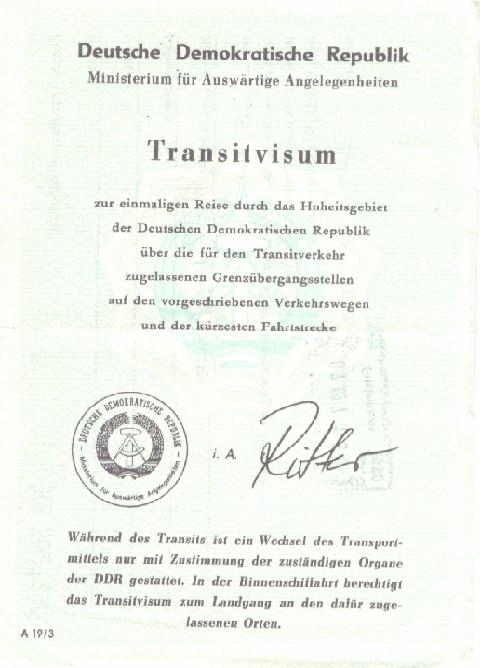 Deutsche Demokratische Republik
Ministerium für Auswärtige Angelegenheiten
Transitvisum
zur einmaligen Reise durch das Hoheitsgebiet
der Deutschen Demokratischen Republik
über die für den Transitverkehr
zugelassenen Grenzübergangsstellen
auf den vorgeschriebenen Verkehrswegen
und der kürzesten Fahrtstrecke
DEUTSCHE DEMOKRATISCHE REPUBLIK
Ministerium für Auswärtige Angelegenheiten
i. A. Ritter
Während des Transits ist ein Wechsel des Transport-
mittels nur mit Zustimmung der zuständigen Organe
der DDR gestattet. In der Binnenschiffahrt berechtigt
das Transitvisum zum Landgang an den dafür zuge-
lassenen Orten.
A 19/3